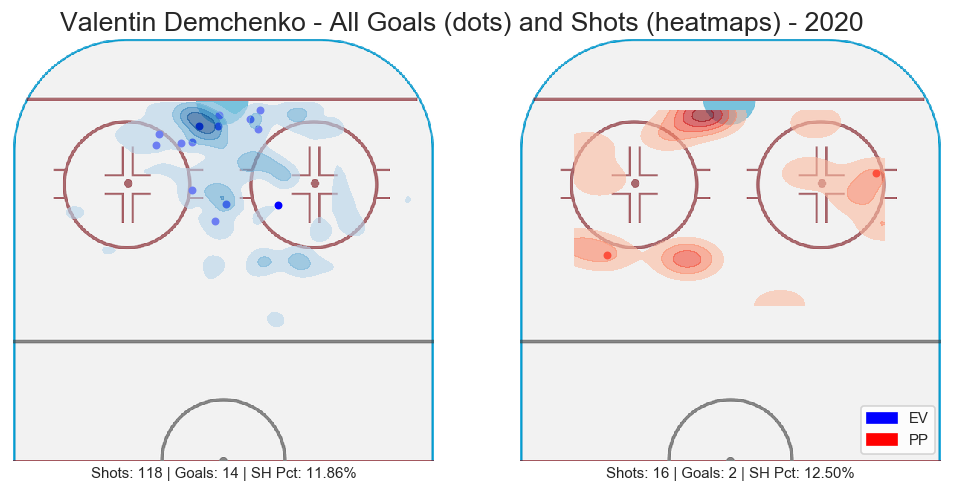 Valentin Demchenko - All Goals (dots) and Shots (heatmaps) - 2020
EV
PP
Shots: 118 | Goals: 14 | SH Pct: 11.86%
Shots: 16 | Goals: 2 | SH Pct: 12.50%